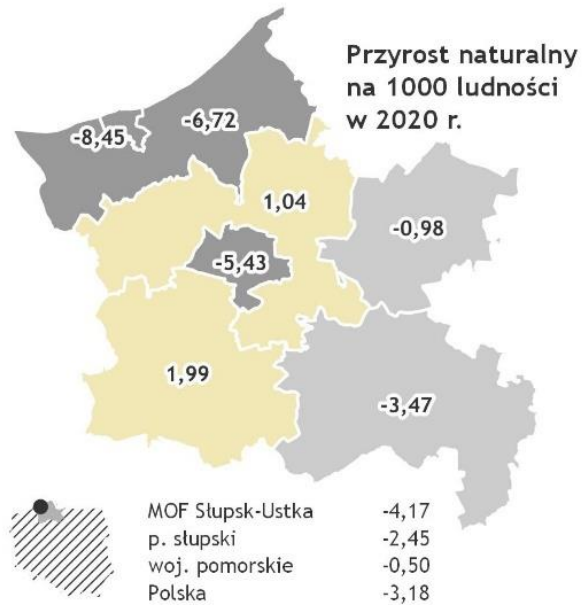 Przyrost naturalny
na 1000 ludności
w 2020 r.
-6,72
-8,45
1,04
-0,98
-5,43
1,99
-3,47
MOF Słupsk-Ustka -4,17
p. słupski -2,45
woj. pomorskie -0,50
Polska -3,18